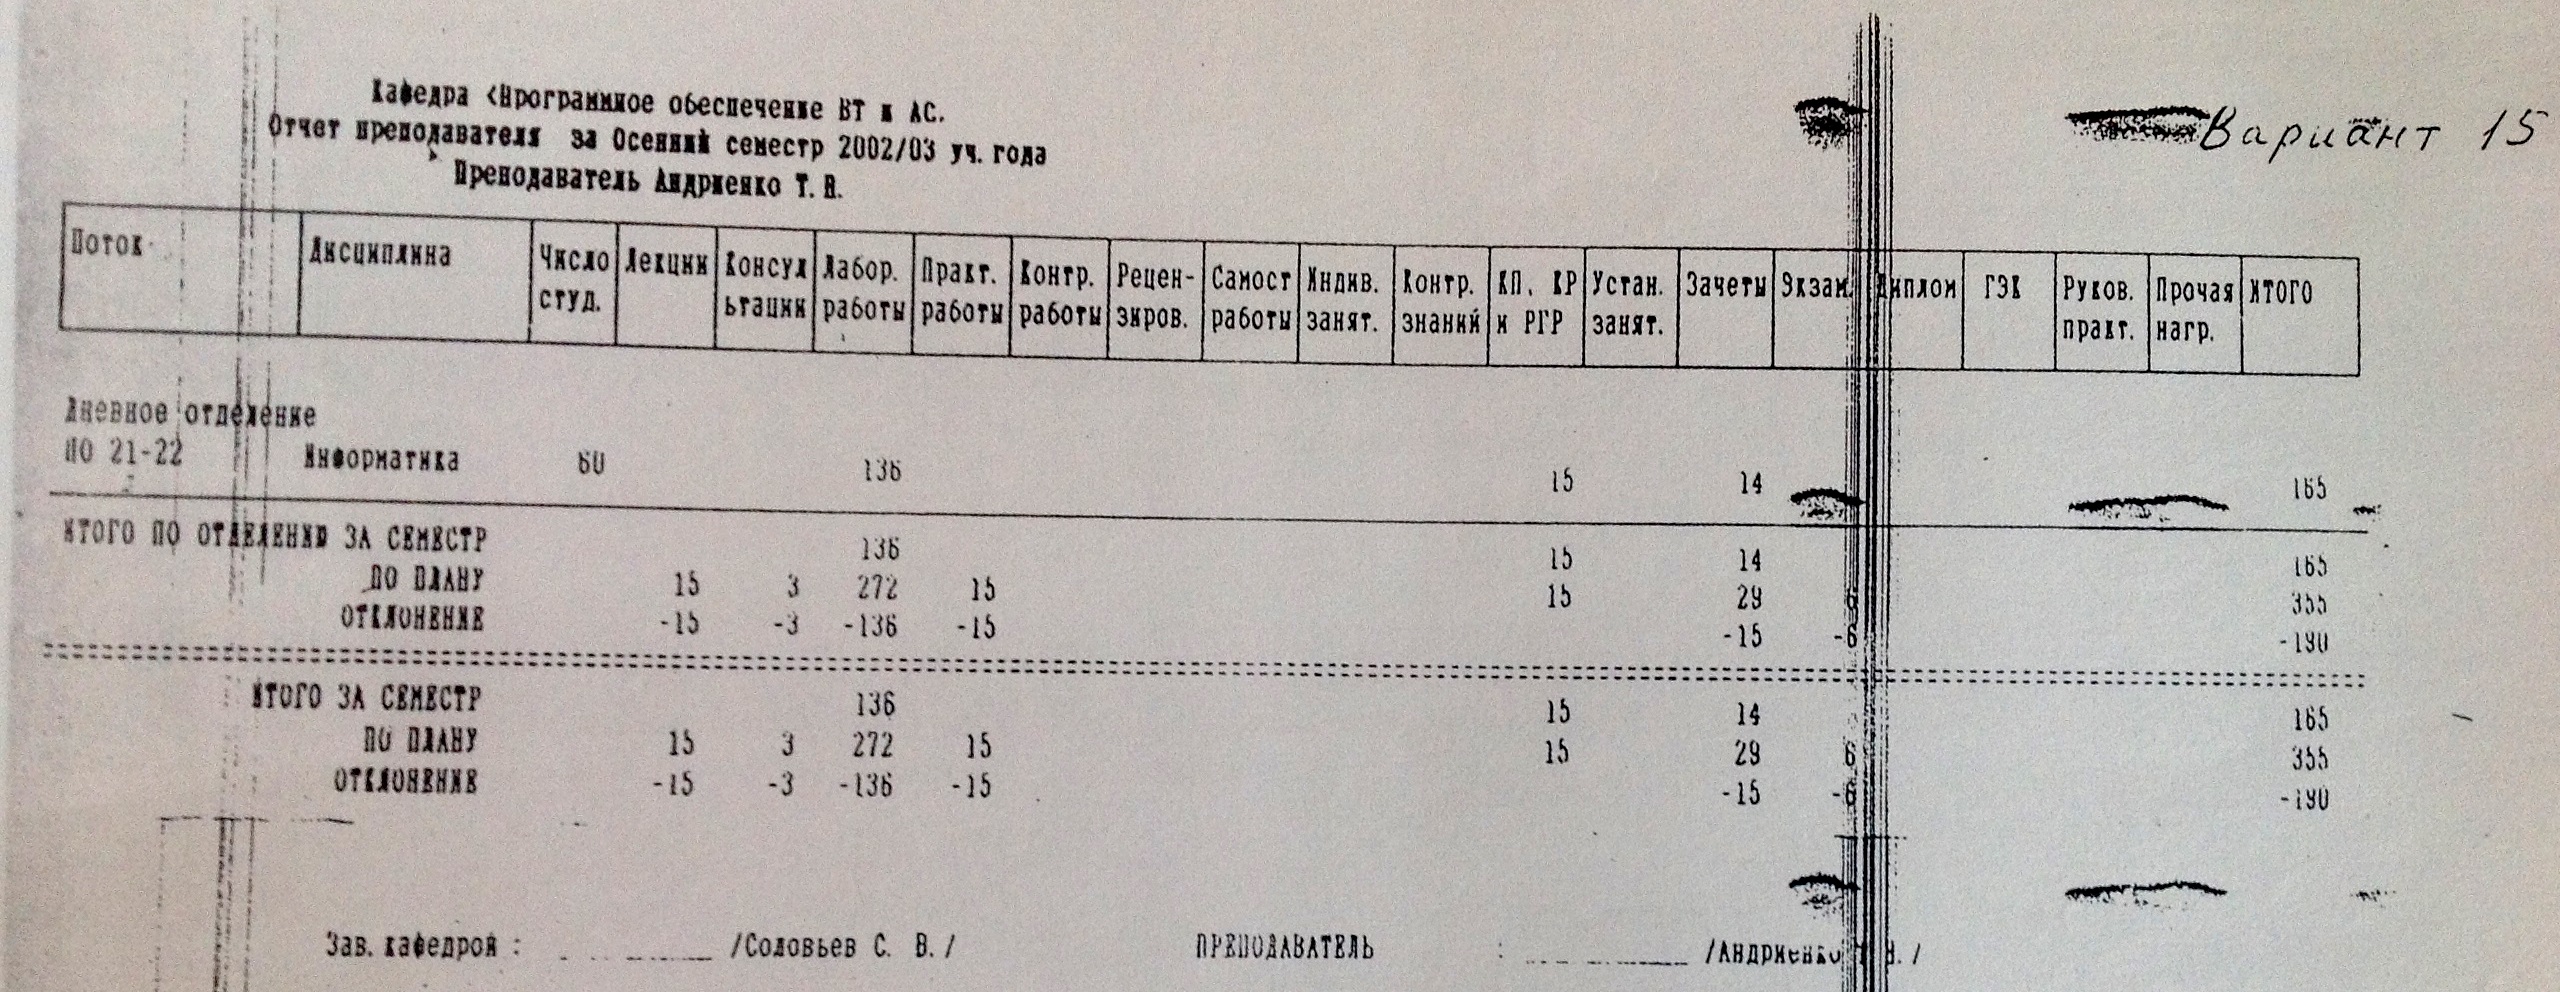 Кафедра <Программное обеспечение ВТ и АС.
Вариант 15
Отчет преподавателя за Осенний семестр 2002/03 уч. года
Преподаватель Андриенко Т. В.
Поток Дисциплина Число студ. Лекции Консул ьтации Лабор. работы Практ. работы Контр. работы Рецен- зиров. Самост работы Индив. занят. Контр. знаний КП, КР и РГР Устан. занят. Зачеты Экзам. Диплом ГЭК Руков. практ. Прочая нагр. ИТОГО
Дневное отделение
ПО 21-22 Информатика 60 136 15 14 165
ИТОГО ПО ОТДЕЛЕНИЮ ЗА СЕМЕСТР 136 15 14 165
ПО ПЛАНУ 15 3 272 15 15 29 6 355
ОТКЛОНЕНИЕ -15 -3 -136 -15 -15 -6 -190
ИТОГО ЗА СЕМЕСТР 136 15 14 165
ПО ПЛАНУ 15 3 272 15 15 29 6 355
ОТКЛОНЕНИЕ -15 -3 -136 -15 -15 -6 -190
Зав. кафедрой : /Соловьев С. В./ ПРЕПОДАВАТЕЛЬ : /Андриенко Т. В./